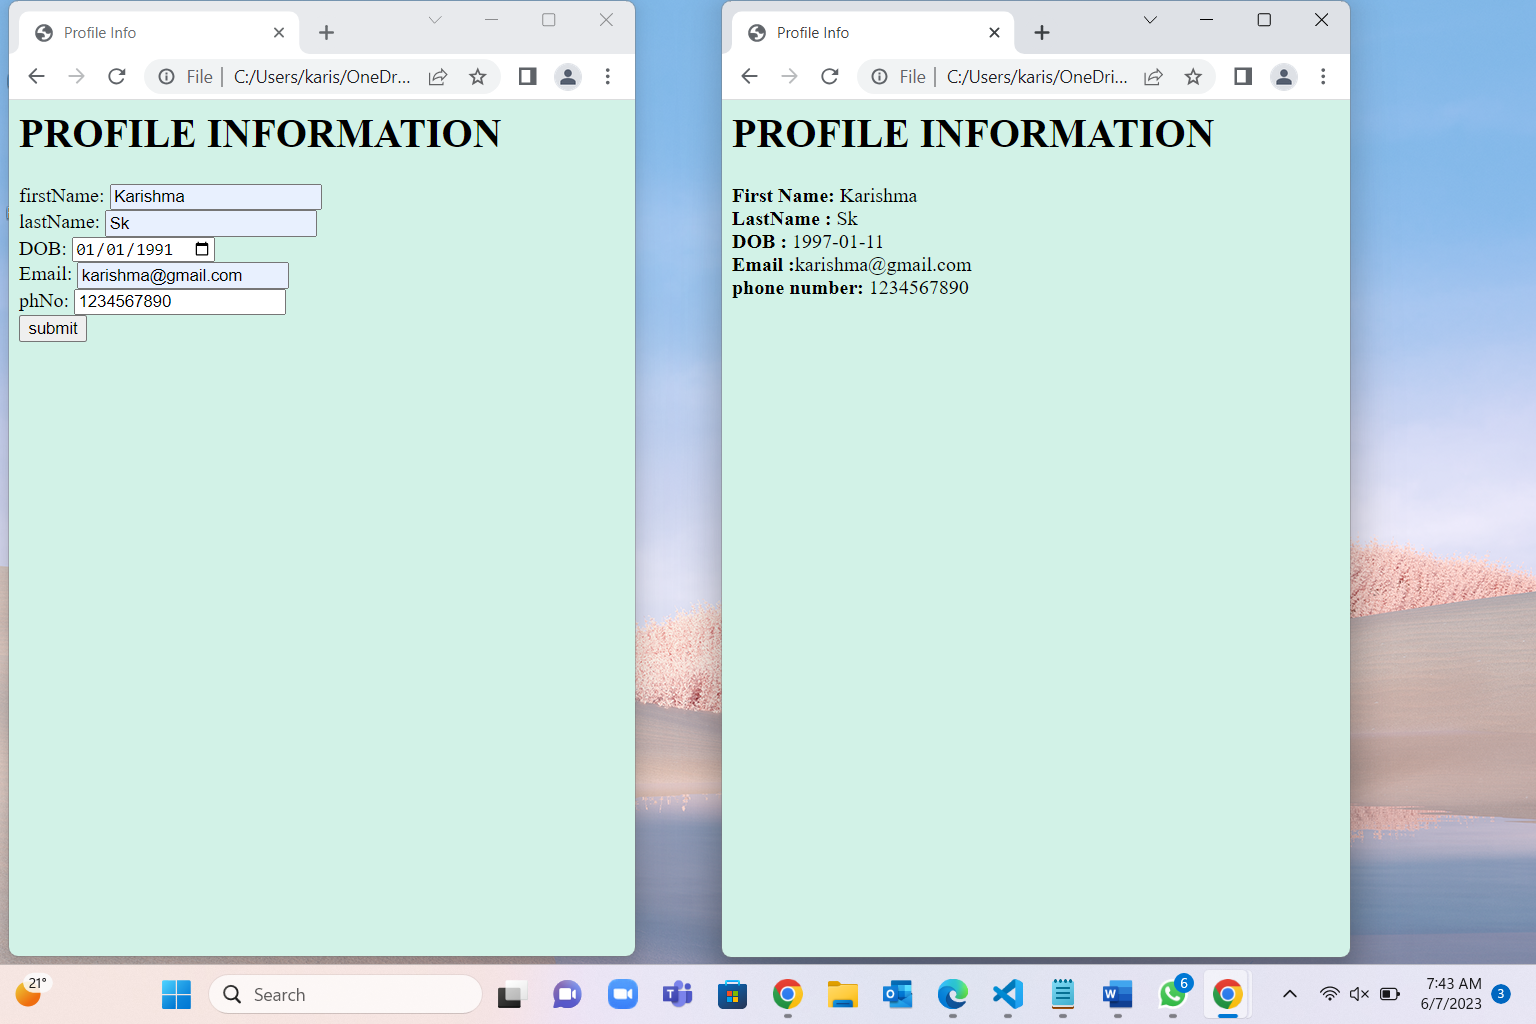 Profile Info
File | C:/Users/karis/OneDr...
PROFILE INFORMATION
firstName: Karishma
lastName: Sk
DOB: 01/01/1991
Email: karishma@gmail.com
phNo: 1234567890
submit
Profile Info
File | C:/Users/karis/OneDri...
PROFILE INFORMATION
First Name: Karishma
LastName : Sk
DOB : 1997-01-11
Email :karishma@gmail.com
phone number: 1234567890
21°
Search
T
O
W
6
7:43 AM
6/7/2023
3